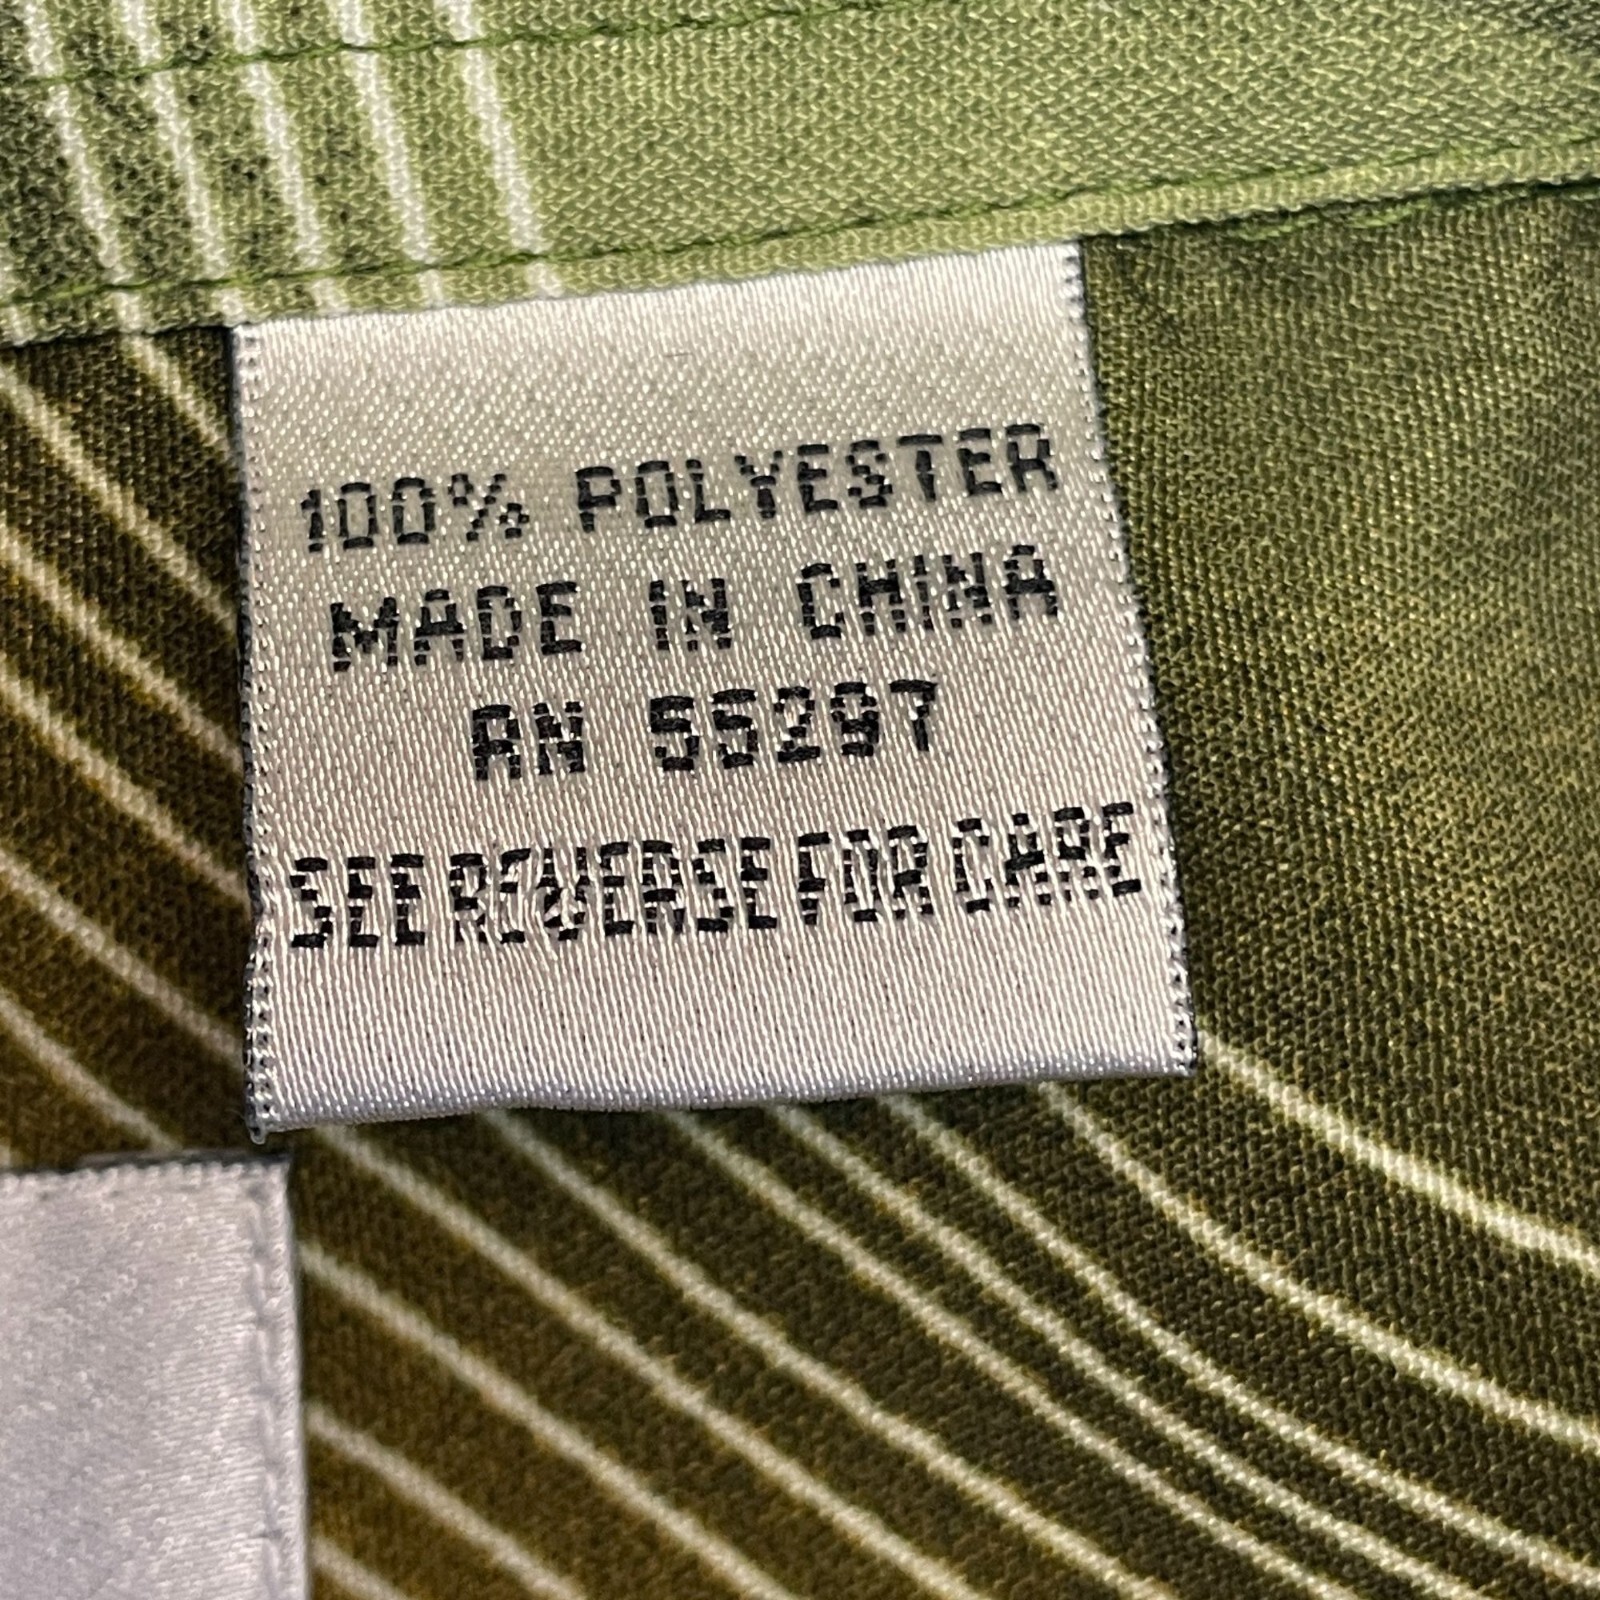 100% POLYESTER
MADE IN CHINA
RN 55297
SEE REVERSE FOR CARE